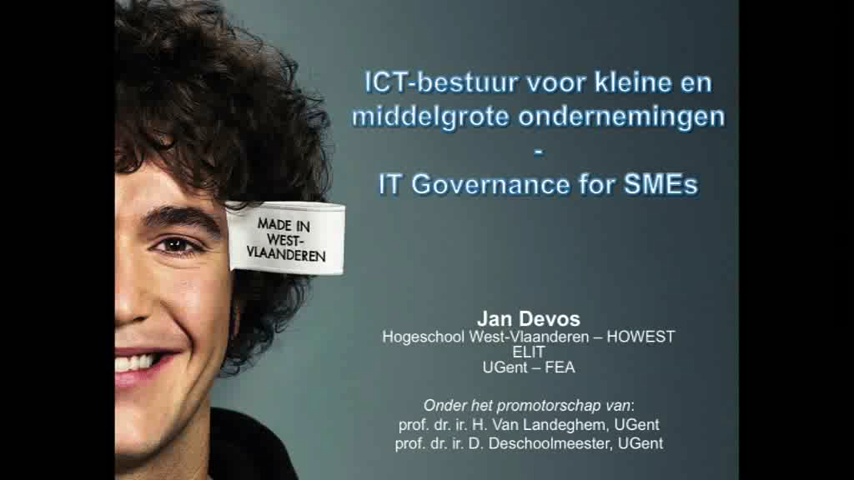 ICT-bestuur voor kleine en
middelgrote ondernemingen
-
IT Governance for SMEs
MADE IN
WEST-
VLAANDEREN
Jan Devos
Hogeschool West-Vlaanderen – HOWEST
ELIT
UGent – FEA
Onder het promotorschap van:
prof. dr. ir. H. Van Landeghem, UGent
prof. dr. ir. D. Deschoolmeester, UGent